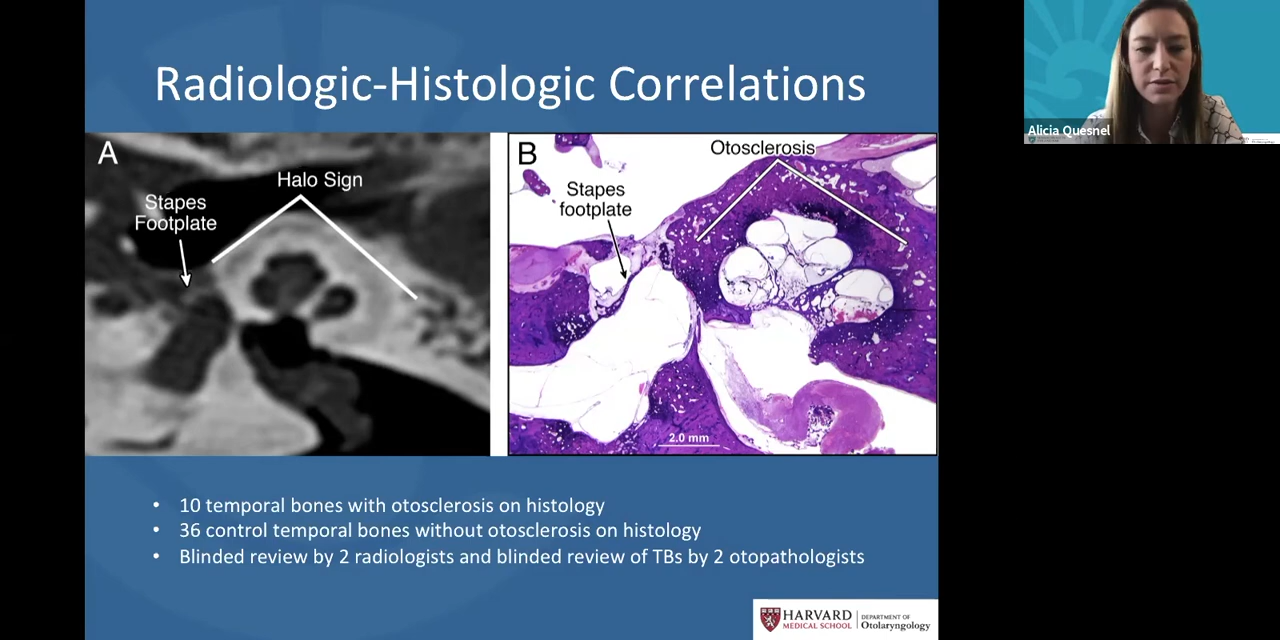 Radiologic-Histologic Correlations
A
Halo Sign
Stapes
Footplate
B
Otosclerosis
Stapes
footplate
2.0 mm
• 10 temporal bones with otosclerosis on histology
• 36 control temporal bones without otosclerosis on histology
• Blinded review by 2 radiologists and blinded review of TBs by 2 otopathologists
HARVARD
MEDICAL SCHOOL
DEPARTMENT OF
Otolaryngology
Alicia Quesnel